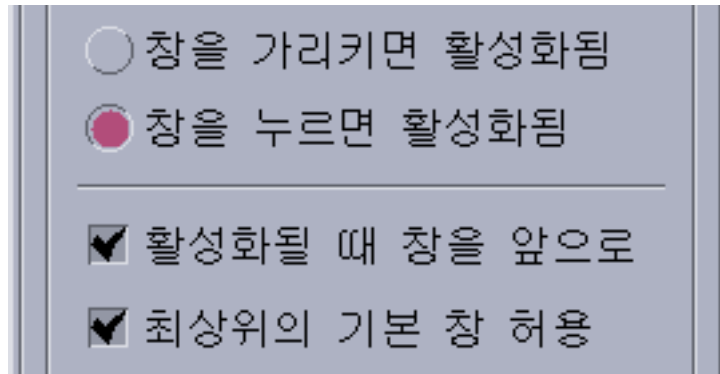 창을 가리키면 활성화됨
창을 누르면 활성화됨
활성화될 때 창을 앞으로
최상위의 기본 창 허용